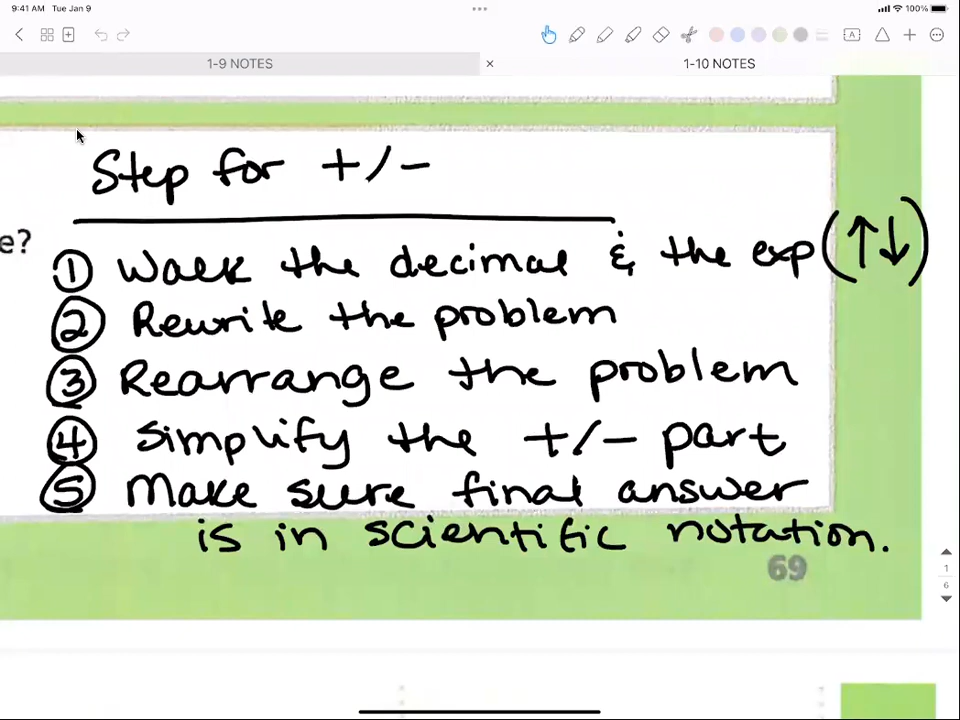 9:41 AM Tue Jan 9
100%
1-9 NOTES
1-10 NOTES
Step for +/-
e?
① Walk the decimal & the exp (↑↓)
② Rewrite the problem
③ Rearrange the problem
④ Simplify the +/- part
⑤ Make sure final answer
is in scientific notation.
69
1
6